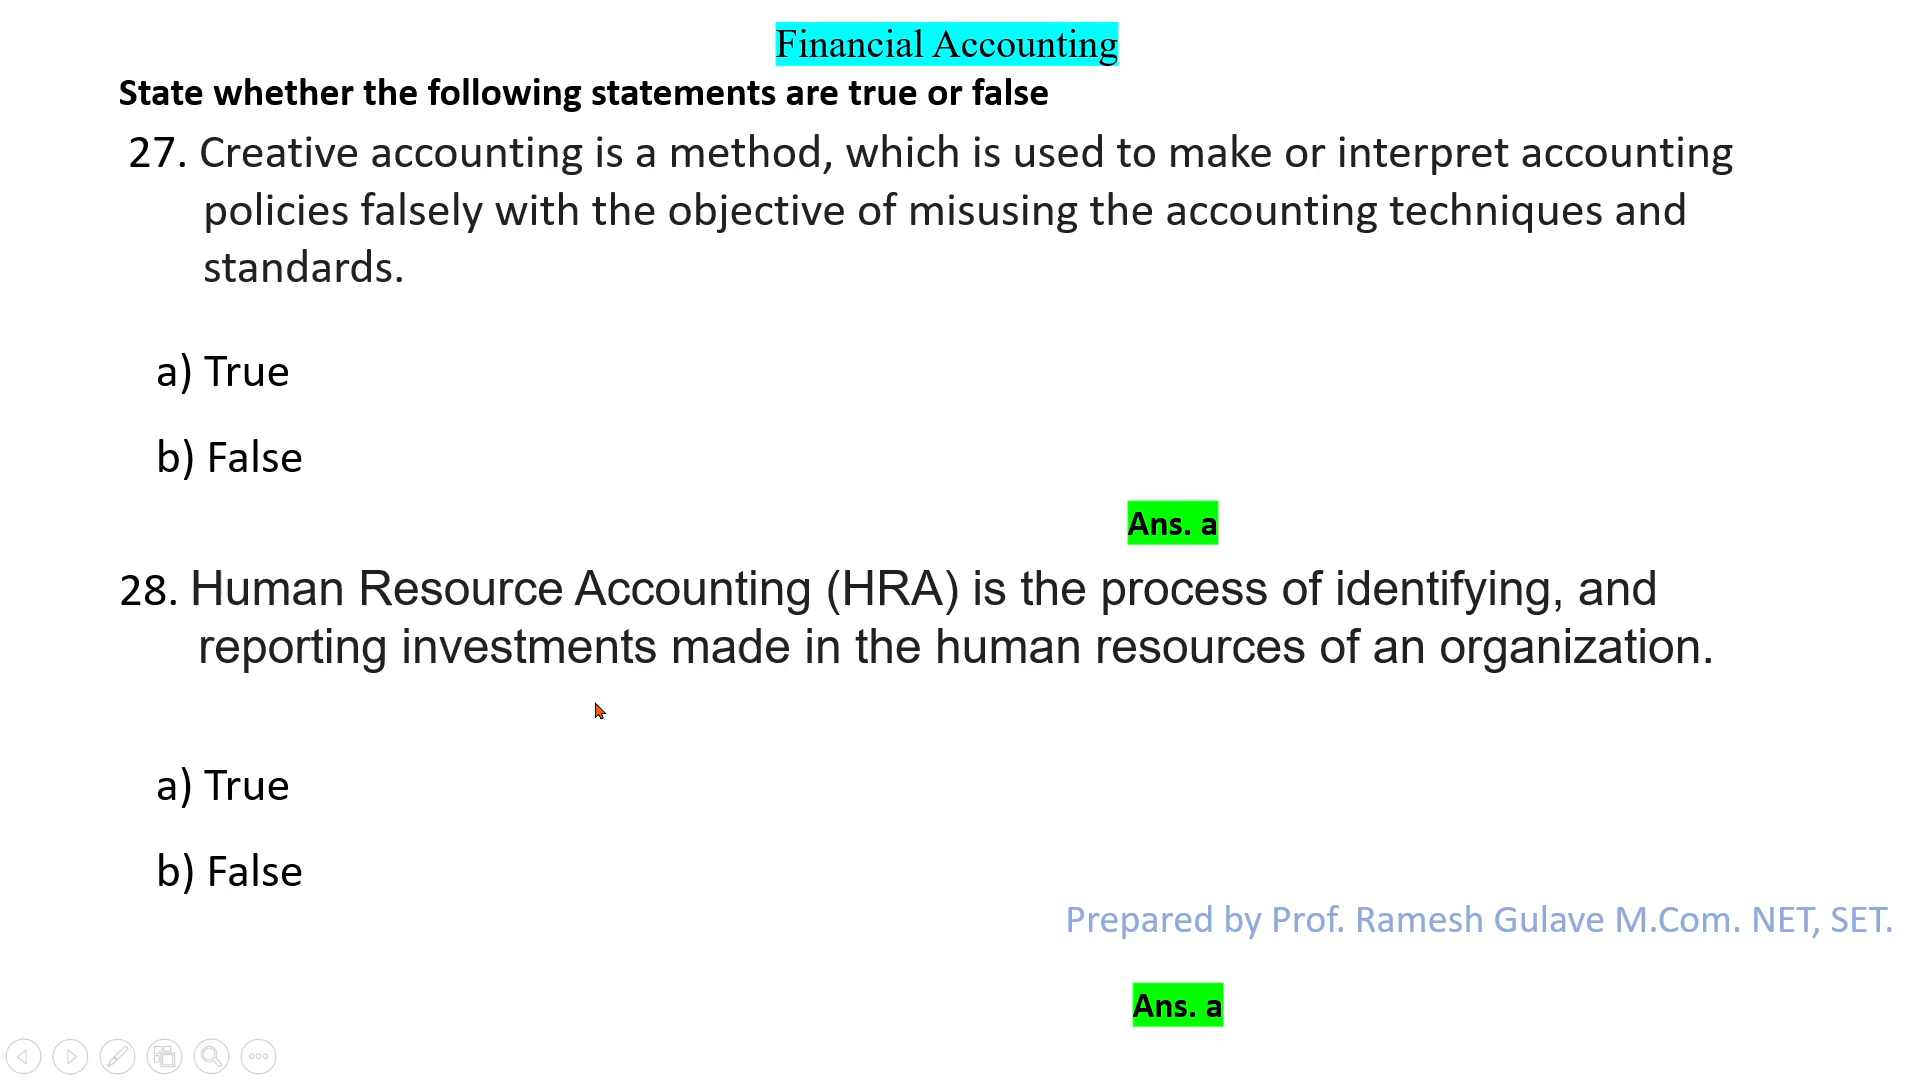 Financial Accounting
State whether the following statements are true or false
27. Creative accounting is a method, which is used to make or interpret accounting
policies falsely with the objective of misusing the accounting techniques and
standards.
a) True
b) False
Ans. a
28. Human Resource Accounting (HRA) is the process of identifying, and
reporting investments made in the human resources of an organization.
a) True
b) False
Prepared by Prof. Ramesh Gulave M.Com. NET, SET.
Ans. a